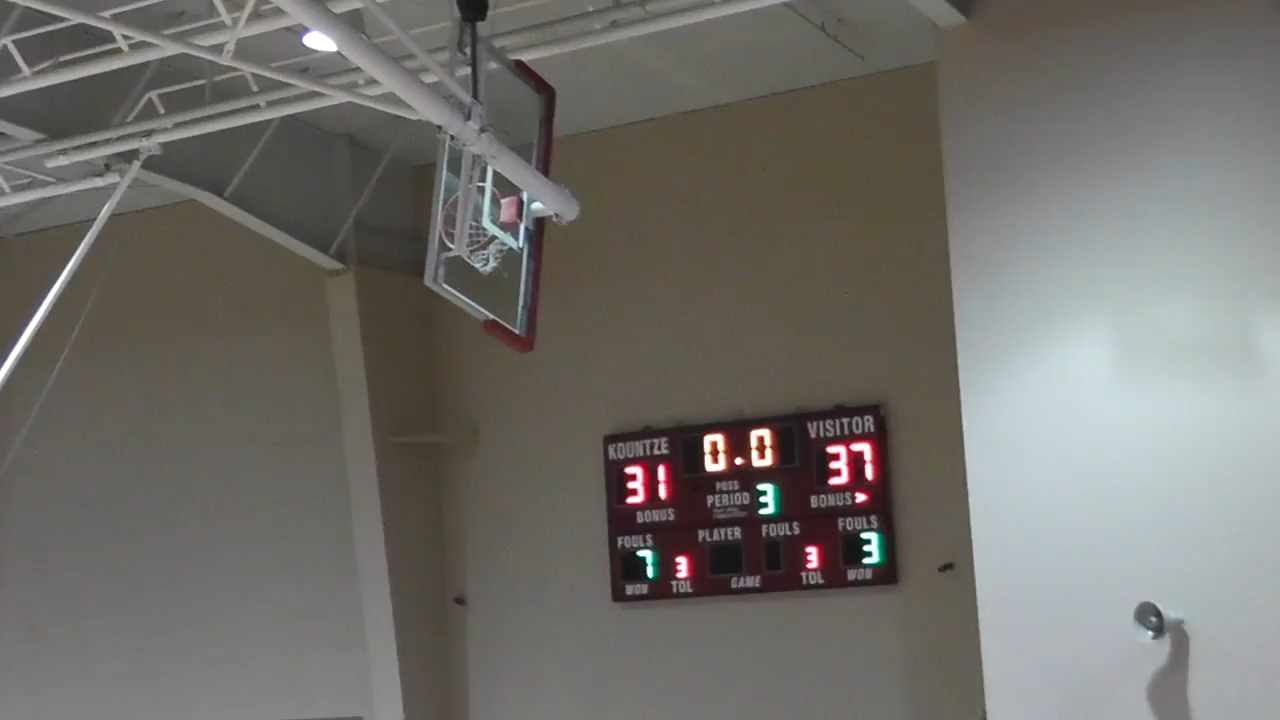 KOUNTZE 0.0 VISITOR
31 POSS 37
PERIOD 3 BONUS
BONUS
FOULS PLAYER FOULS FOULS
7 3 3 3
WON TOL GAME TOL WON